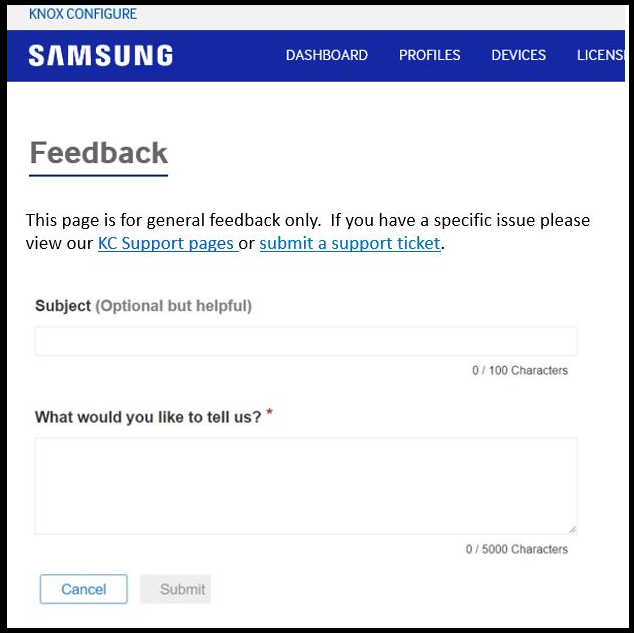 KNOX CONFIGURE
SAMSUNG DASHBOARD PROFILES DEVICES LICENS
Feedback
This page is for general feedback only. If you have a specific issue please
view our KC Support pages or submit a support ticket.
Subject (Optional but helpful)
0 / 100 Characters
What would you like to tell us? *
0 / 5000 Characters
Cancel Submit